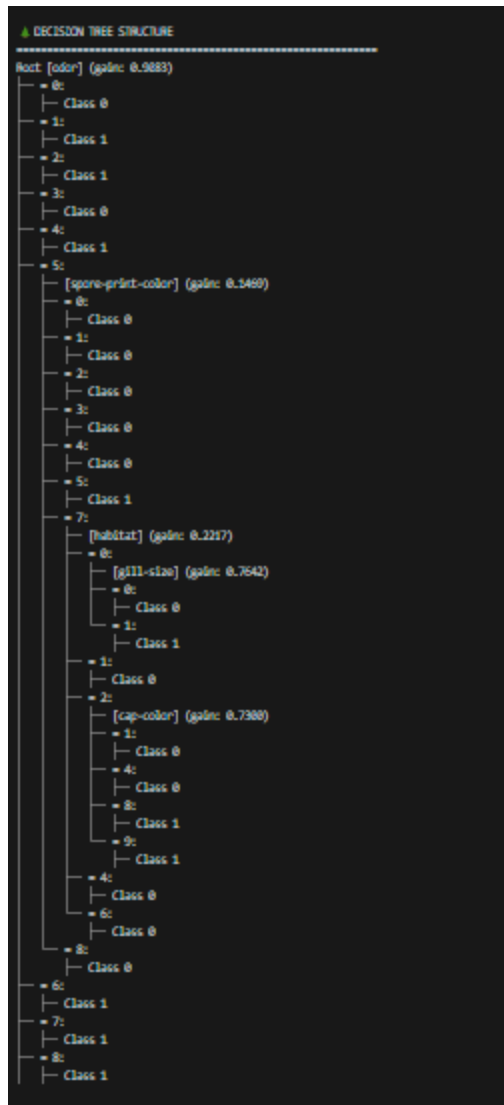 DECISION TREE STRUCTURE
============================================================
Root [odor] (gain: 0.9083)
├── = 0:
│   ├── Class 0
├── = 1:
│   ├── Class 1
├── = 2:
│   ├── Class 1
├── = 3:
│   ├── Class 0
├── = 4:
│   ├── Class 1
├── = 5:
│   ├── [spore-print-color] (gain: 0.1469)
│   ├── = 0:
│   │   ├── Class 0
│   ├── = 1:
│   │   ├── Class 0
│   ├── = 2:
│   │   ├── Class 0
│   ├── = 3:
│   │   ├── Class 0
│   ├── = 4:
│   │   ├── Class 0
│   ├── = 5:
│   │   ├── Class 1
│   ├── = 7:
│   │   ├── [habitat] (gain: 0.2217)
│   │   ├── = 0:
│   │   │   ├── [gill-size] (gain: 0.7642)
│   │   │   ├── = 0:
│   │   │   │   ├── Class 0
│   │   │   └── = 1:
│   │   │       ├── Class 1
│   │   ├── = 1:
│   │   │   ├── Class 0
│   │   ├── = 2:
│   │   │   ├── [cap-color] (gain: 0.7300)
│   │   │   ├── = 1:
│   │   │   │   ├── Class 0
│   │   │   ├── = 4:
│   │   │   │   ├── Class 0
│   │   │   ├── = 8:
│   │   │   │   ├── Class 1
│   │   │   └── = 9:
│   │   │       ├── Class 1
│   │   ├── = 4:
│   │   │   ├── Class 0
│   │   └── = 6:
│   │       ├── Class 0
│   └── = 8:
│       ├── Class 0
├── = 6:
│   ├── Class 1
├── = 7:
│   ├── Class 1
├── = 8:
│   ├── Class 1